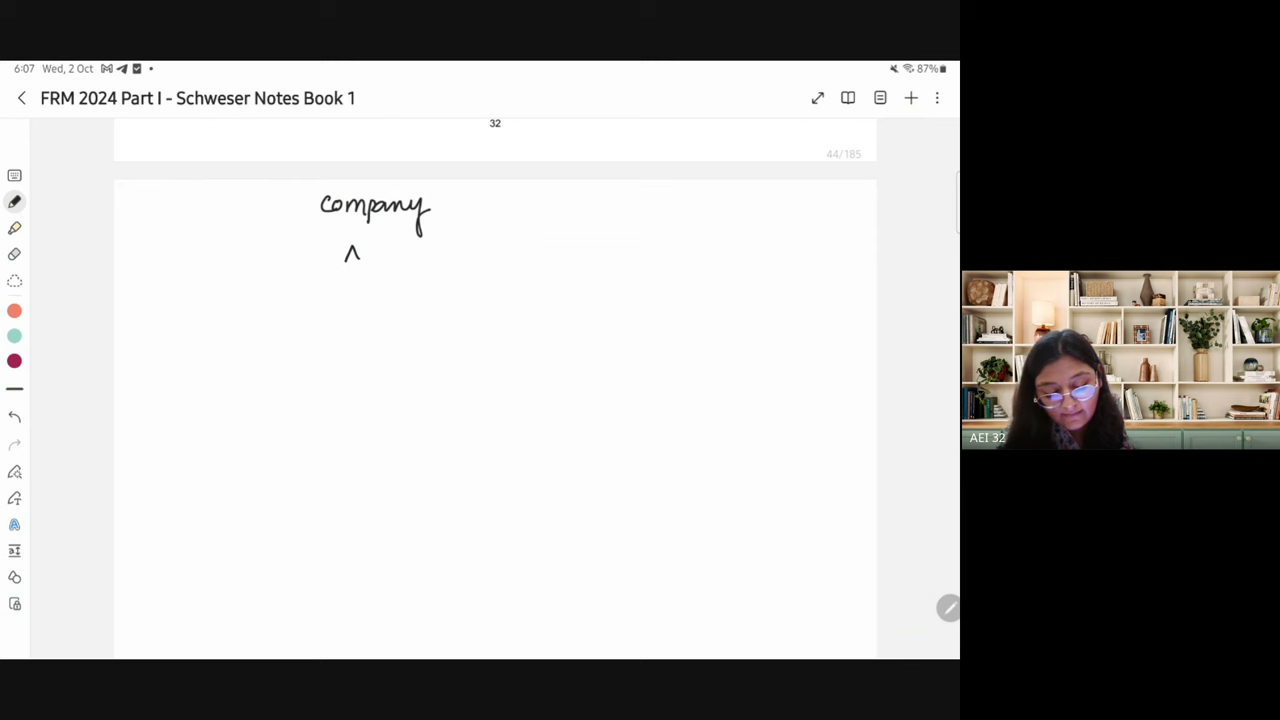 6:07 Wed, 2 Oct
87%
FRM 2024 Part I - Schweser Notes Book 1
32
44/185
Company
^
AEI 32